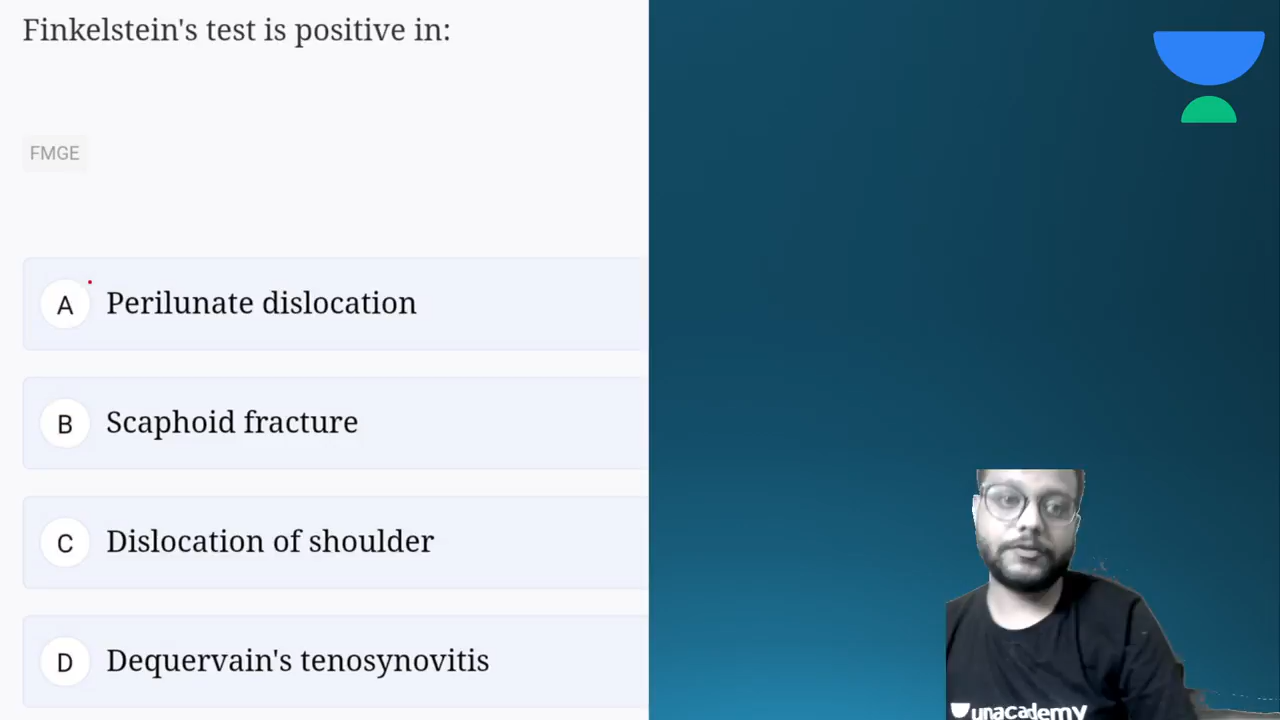 Finkelstein's test is positive in:
FMGE
A Perilunate dislocation
B Scaphoid fracture
C Dislocation of shoulder
D Dequervain's tenosynovitis
unacademy